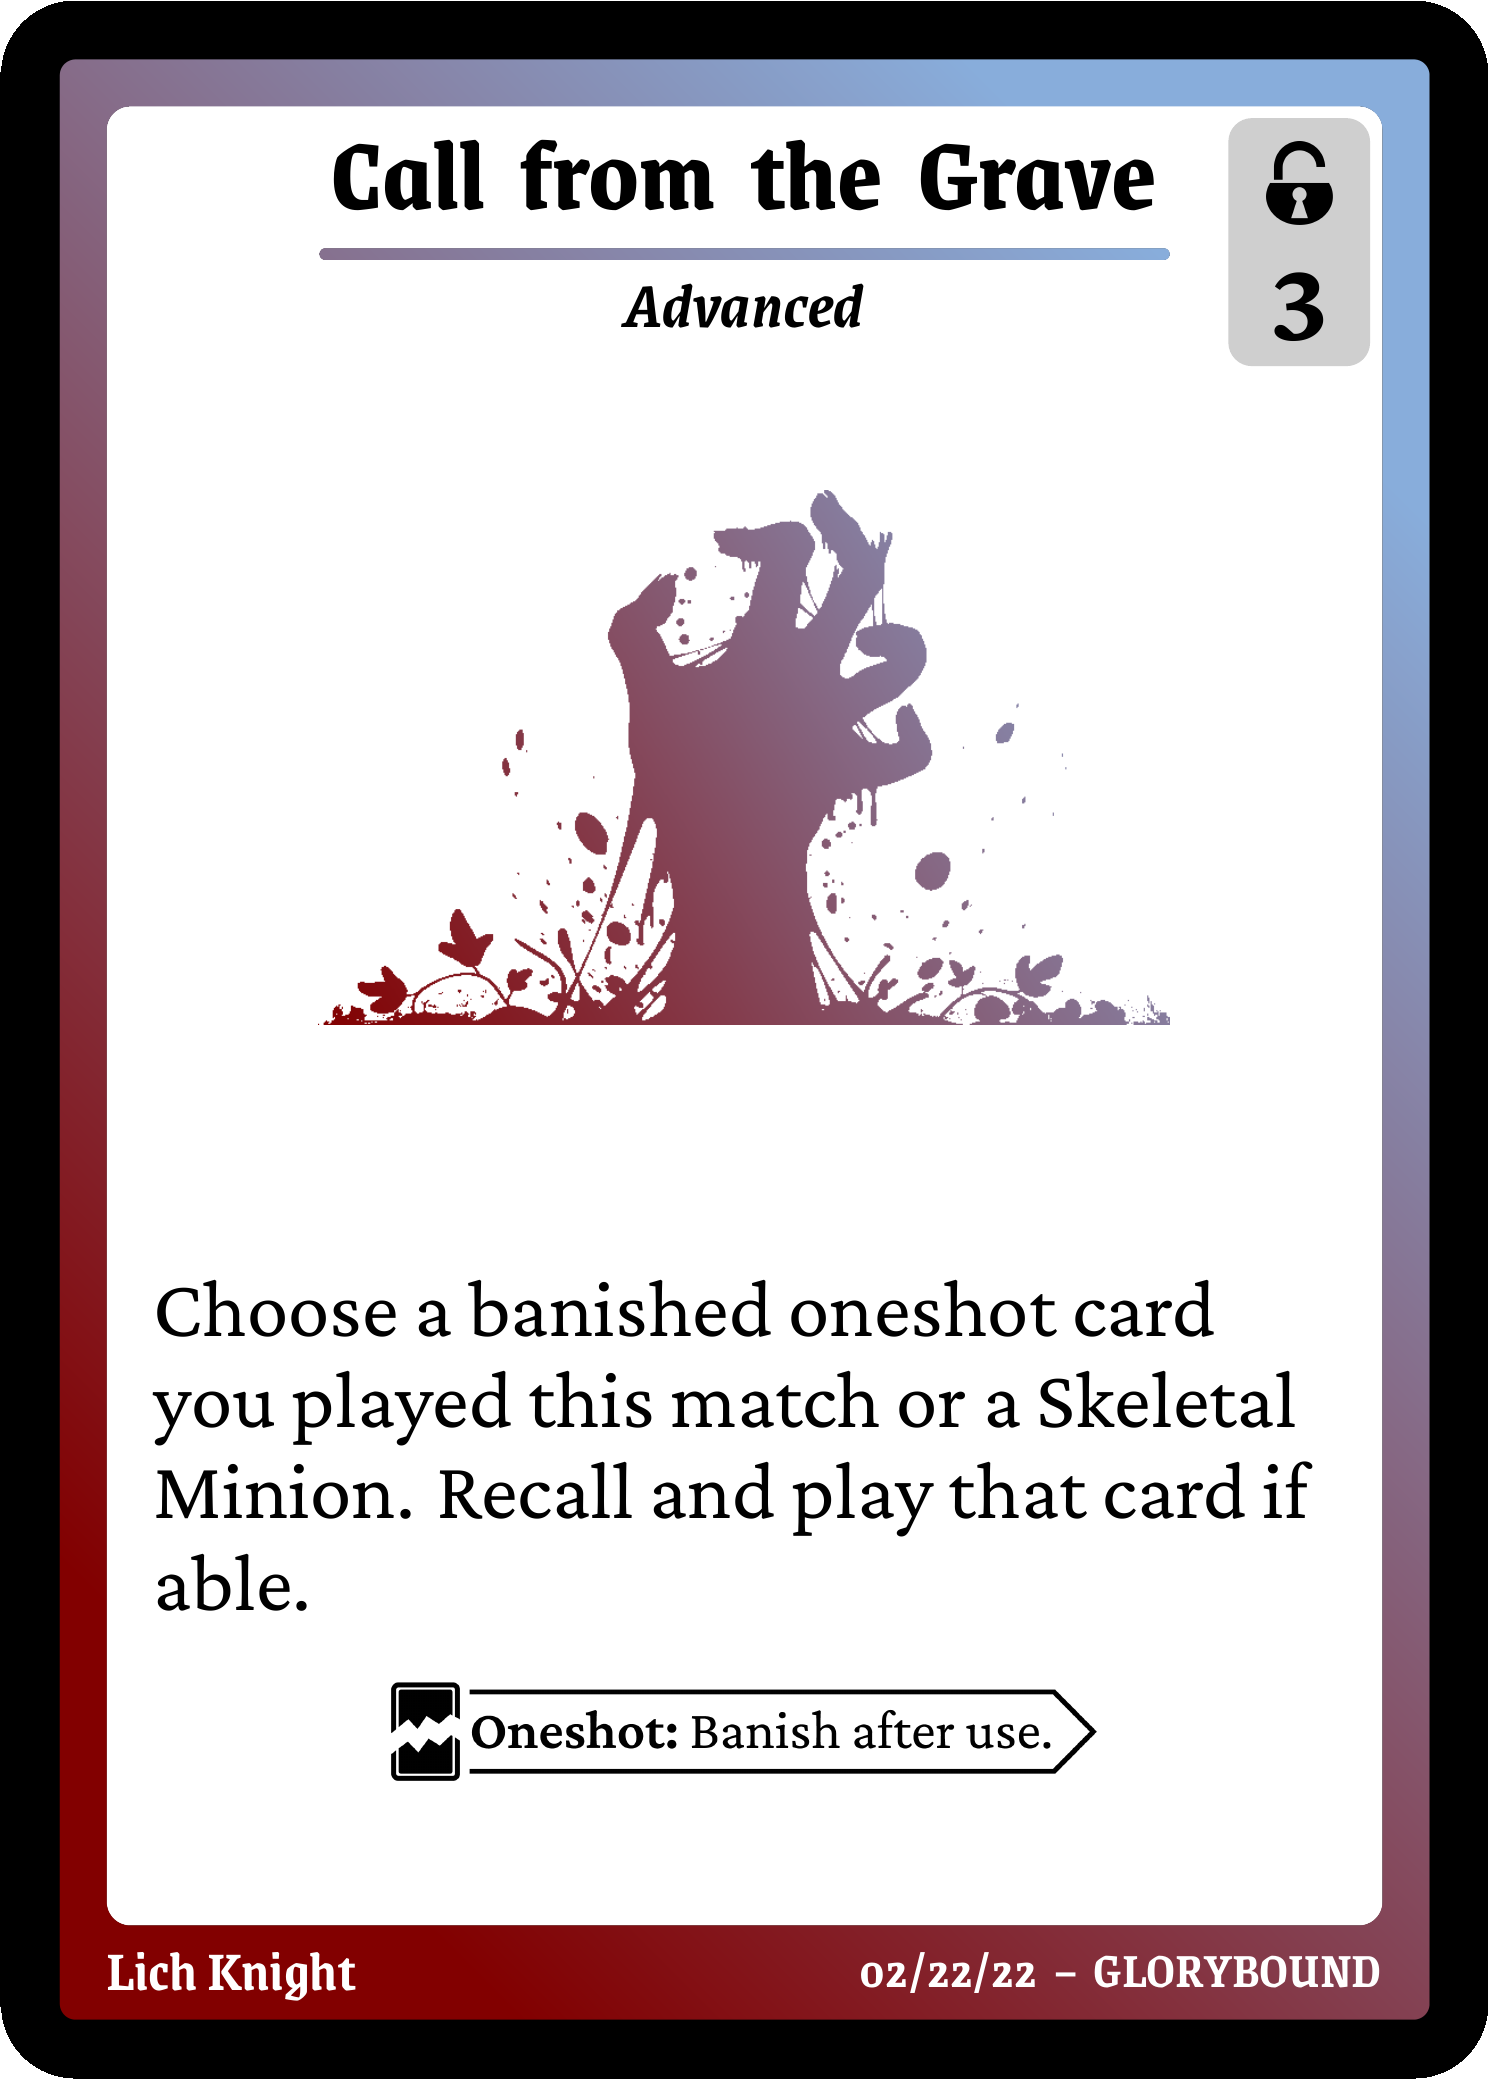 Call from the Grave
Advanced
3
Choose a banished oneshot card
you played this match or a Skeletal
Minion. Recall and play that card if
able.
Oneshot: Banish after use.
Lich Knight
02/22/22 – GLORYBOUND